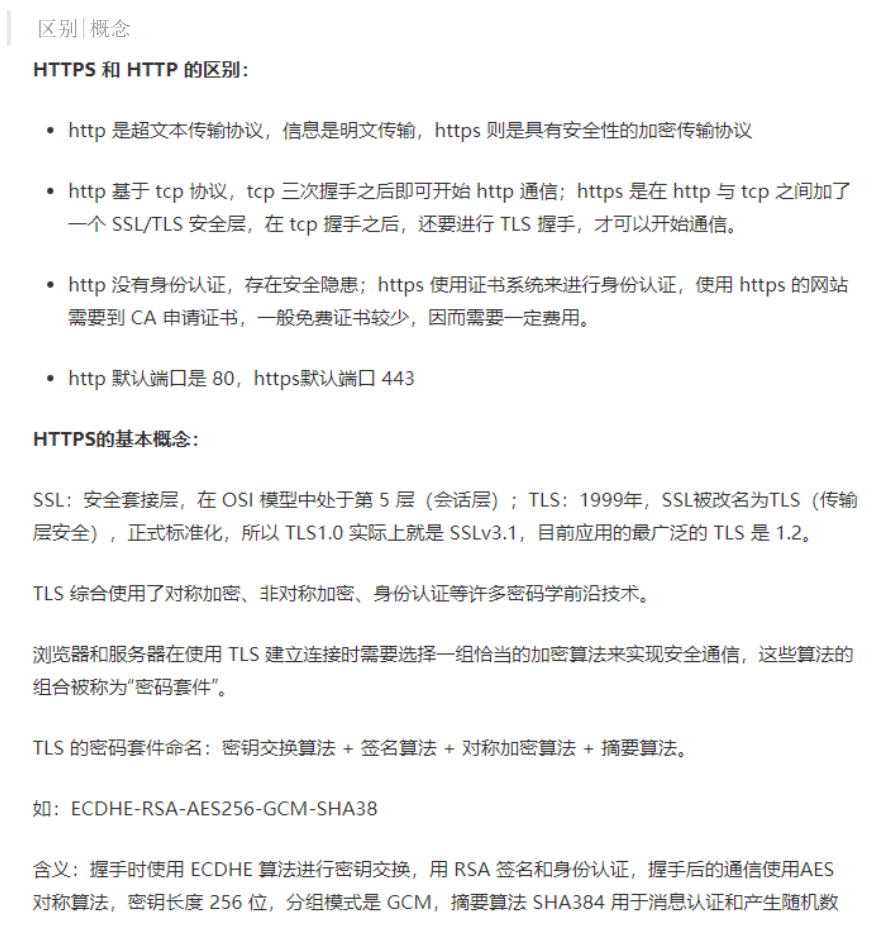 区别|概念
HTTPS 和 HTTP 的区别：
• http 是超文本传输协议，信息是明文传输，https 则是具有安全性的加密传输协议
• http 基于 tcp 协议，tcp 三次握手之后即可开始 http 通信；https 是在 http 与 tcp 之间加了
一个 SSL/TLS 安全层，在 tcp 握手之后，还要进行 TLS 握手，才可以开始通信。
• http 没有身份认证，存在安全隐患；https 使用证书系统来进行身份认证，使用 https 的网站
需要到 CA 申请证书，一般免费证书较少，因而需要一定费用。
• http 默认端口是 80，https默认端口 443
HTTPS的基本概念：
SSL：安全套接层，在 OSI 模型中处于第 5 层（会话层）；TLS：1999年，SSL被改名为TLS（传输
层安全），正式标准化，所以 TLS1.0 实际上就是 SSLv3.1，目前应用的最广泛的 TLS 是 1.2。
TLS 综合使用了对称加密、非对称加密、身份认证等许多密码学前沿技术。
浏览器和服务器在使用 TLS 建立连接时需要选择一组恰当的加密算法来实现安全通信，这些算法的
组合被称为“密码套件”。
TLS 的密码套件命名：密钥交换算法 + 签名算法 + 对称加密算法 + 摘要算法。
如：ECDHE-RSA-AES256-GCM-SHA38
含义：握手时使用 ECDHE 算法进行密钥交换，用 RSA 签名和身份认证，握手后的通信使用AES
对称算法，密钥长度 256 位，分组模式是 GCM，摘要算法 SHA384 用于消息认证和产生随机数